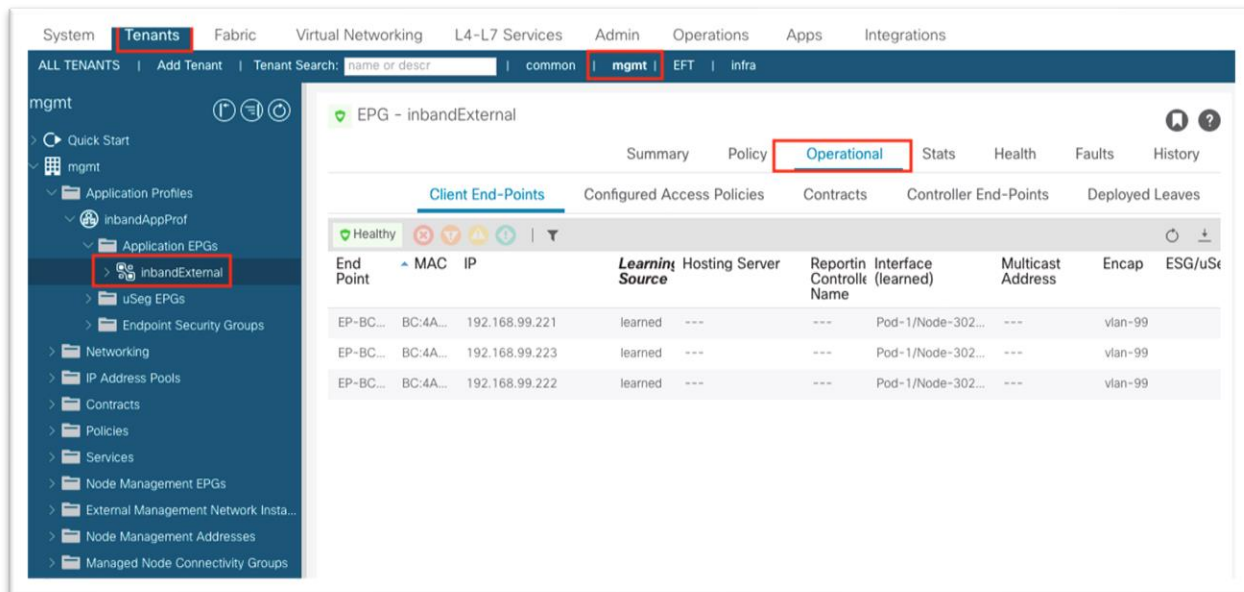 System Tenants Fabric Virtual Networking L4-L7 Services Admin Operations Apps Integrations
ALL TENANTS | Add Tenant | Tenant Search: name or descr | common | mgmt | EFT | infra
mgmt
Quick Start
mgmt
Application Profiles
inbandAppProf
Application EPGs
inbandExternal
uSeg EPGs
Endpoint Security Groups
Networking
IP Address Pools
Contracts
Policies
Services
Node Management EPGs
External Management Network Insta...
Node Management Addresses
Managed Node Connectivity Groups
EPG - inbandExternal
Summary Policy Operational Stats Health Faults History
Client End-Points Configured Access Policies Contracts Controller End-Points Deployed Leaves
Healthy
End MAC IP Learning Hosting Server Reportin Interface Multicast Encap ESG/uSe
Point Source Controlle (learned) Address
Name
EP-BC... BC:4A... 192.168.99.221 learned --- --- Pod-1/Node-302... --- vlan-99
EP-BC... BC:4A... 192.168.99.223 learned --- --- Pod-1/Node-302... --- vlan-99
EP-BC... BC:4A... 192.168.99.222 learned --- --- Pod-1/Node-302... --- vlan-99